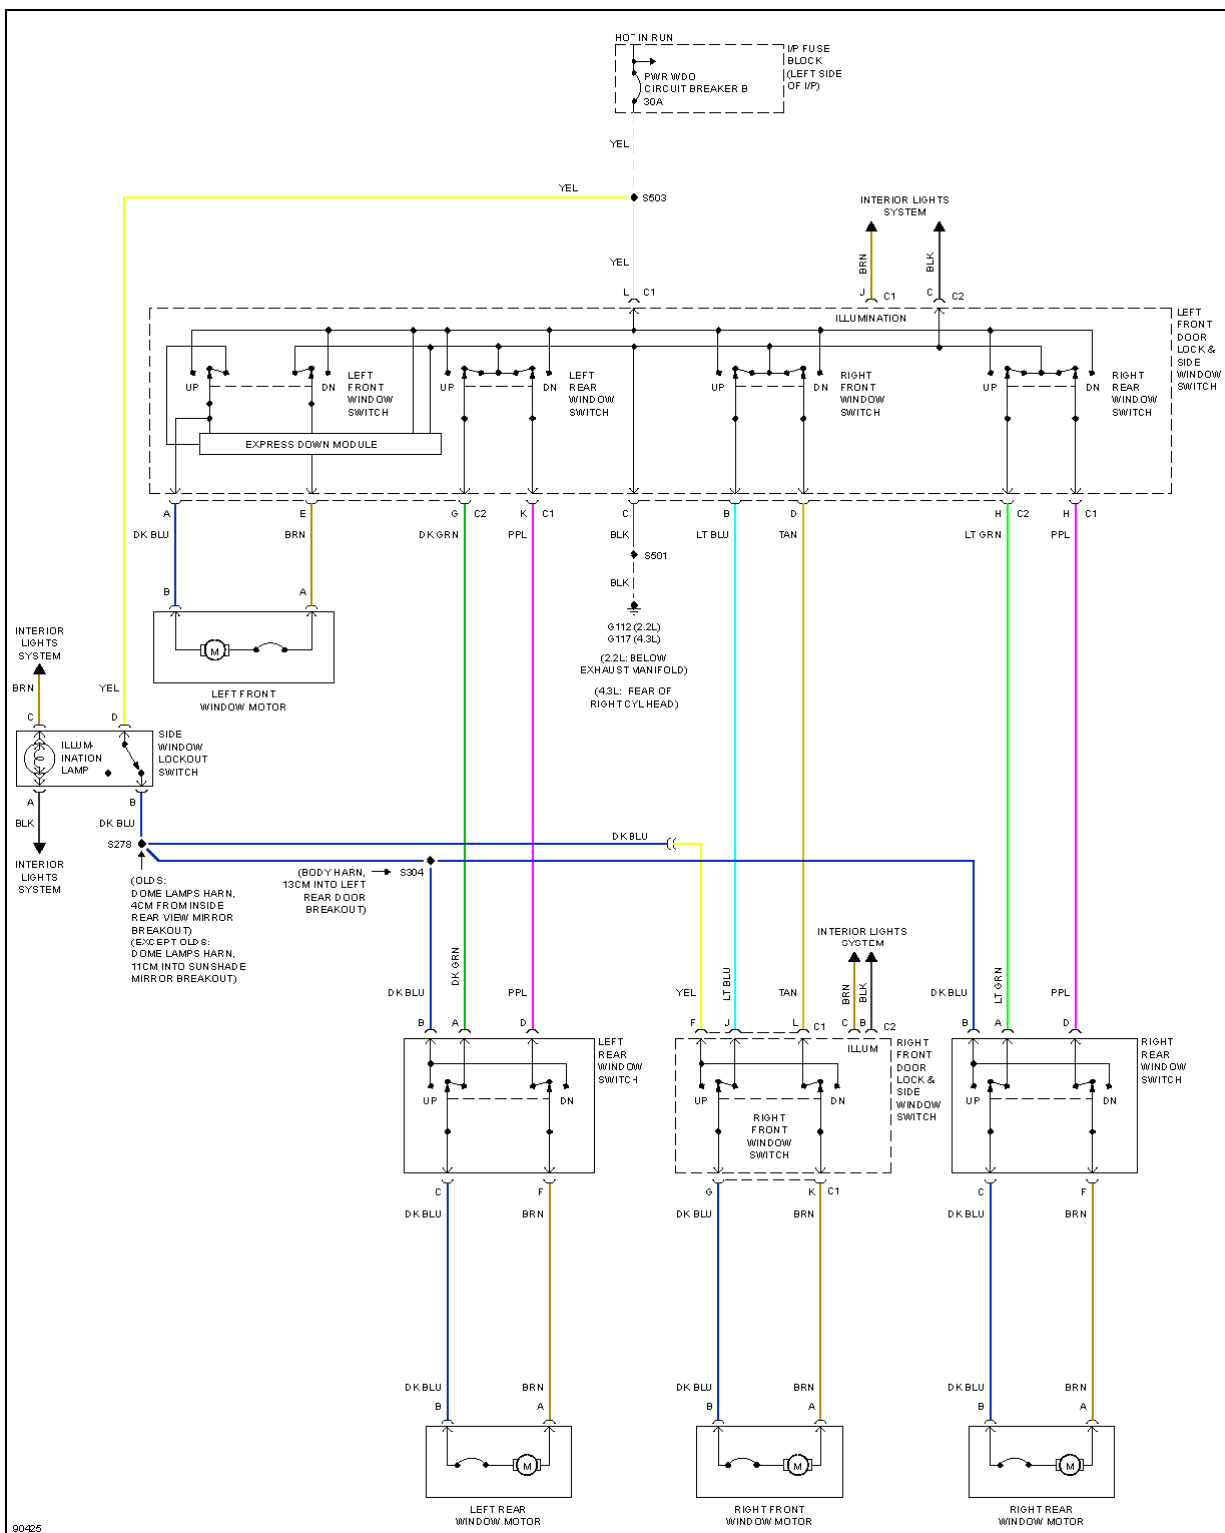 HOT IN RUN
I/P FUSE
BLOCK
(LEFT SIDE
OF I/P)
PWR WDO
CIRCUIT BREAKER B
30A
YEL
YEL
S503
INTERIOR LIGHTS
SYSTEM
YEL
BRN
BLK
L
C1
J
C1
C
C2
ILLUMINATION
LEFT
FRONT
DOOR
LOCK &
SIDE
WINDOW
SWITCH
UP
DN
LEFT
FRONT
WINDOW
SWITCH
UP
DN
LEFT
REAR
WINDOW
SWITCH
UP
DN
RIGHT
FRONT
WINDOW
SWITCH
UP
DN
RIGHT
REAR
WINDOW
SWITCH
EXPRESS DOWN MODULE
A
E
G
C2
K
C1
C
B
D
H
C2
H
C1
DK BLU
BRN
DK GRN
PPL
BLK
LT BLU
TAN
LT GRN
PPL
S501
BLK
B
A
G112 (2.2L)
G117 (4.3L)
(2.2L: BELOW
EXHAUST MANIFOLD)
(4.3L: REAR OF
RIGHT CYL HEAD)
LEFT FRONT
WINDOW MOTOR
INTERIOR
LIGHTS
SYSTEM
BRN
YEL
C
D
ILLUM-
INATION
LAMP
SIDE
WINDOW
LOCKOUT
SWITCH
A
B
BLK
DK BLU
S278
DK BLU
INTERIOR
LIGHTS
SYSTEM
(OLDS:
DOME LAMPS HARN,
4CM FROM INSIDE
REAR VIEW MIRROR
BREAKOUT)
(EXCEPT OLDS:
DOME LAMPS HARN,
11CM INTO SUNSHADE
MIRROR BREAKOUT)
(BODY HARN,
13CM INTO LEFT
REAR DOOR
BREAKOUT)
S304
INTERIOR LIGHTS
SYSTEM
DK BLU
DK GRN
PPL
YEL
LT BLU
TAN
BRN
BLK
DK BLU
LT GRN
PPL
B
A
D
F
J
L
C1
C
B
C2
B
A
D
LEFT
REAR
WINDOW
SWITCH
ILLUM
RIGHT
FRONT
DOOR
LOCK &
SIDE
WINDOW
SWITCH
RIGHT
REAR
WINDOW
SWITCH
UP
DN
UP
DN
UP
DN
RIGHT
FRONT
WINDOW
SWITCH
C
F
G
K
C1
C
F
DK BLU
BRN
DK BLU
BRN
DK BLU
BRN
DK BLU
BRN
DK BLU
BRN
DK BLU
BRN
B
A
B
A
B
A
M
M
M
M
LEFT REAR
WINDOW MOTOR
RIGHT FRONT
WINDOW MOTOR
RIGHT REAR
WINDOW MOTOR
90425